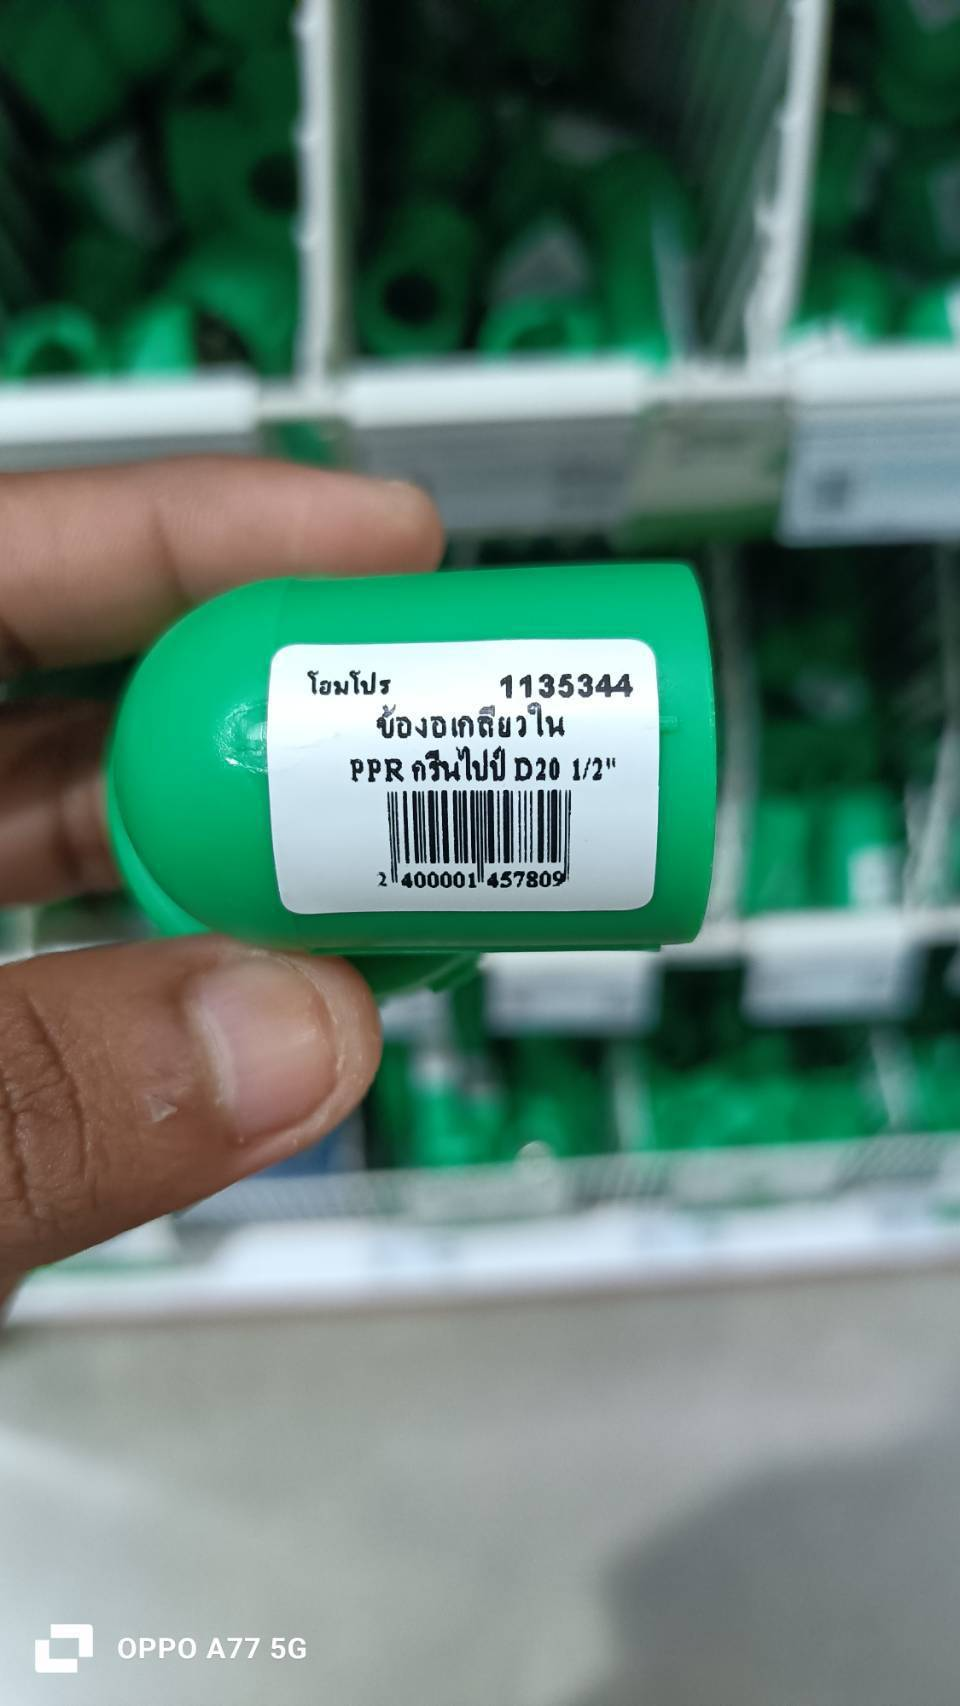 โฮมโปร 1135344
ข้องอเกลียวใน
PPR กรีนไปป์ D20 1/2"
2 400001 457809
OPPO A77 5G